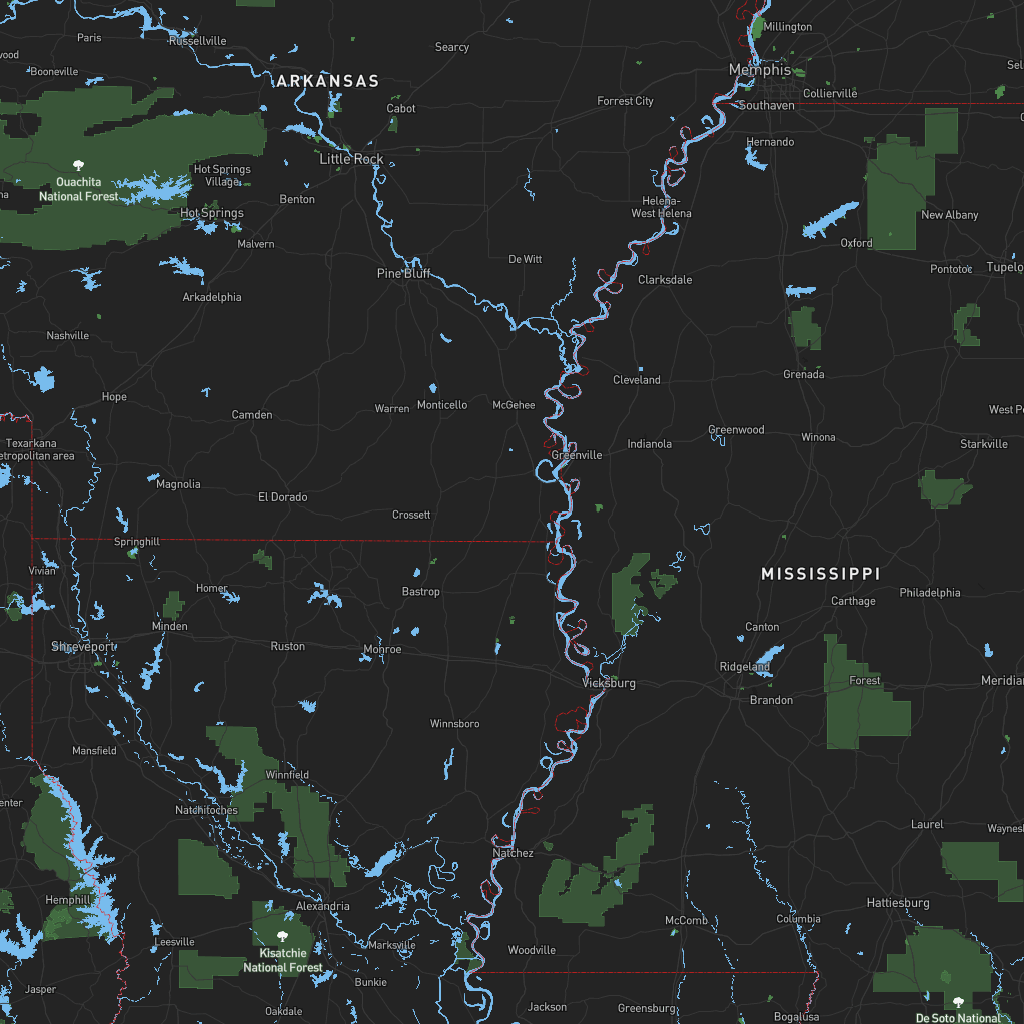 Millington
Paris
Russellville
Searcy
Booneville
Memphis
ARKANSAS
Cabot
Forrest City
Collierville
Southaven
Hernando
Little Rock
Hot Springs
Village
Ouachita
National Forest
Benton
Helena-
West Helena
Hot Springs
New Albany
Malvern
Oxford
De Witt
Pine Bluff
Pontotoc
Tupelo
Clarksdale
Arkadelphia
Nashville
Grenada
Cleveland
Hope
Camden
Warren
Monticello
McGehee
West Po
Texarkana
etropolitan area
Greenwood
Winona
Indianola
Starkville
Greenville
Magnolia
El Dorado
Crossett
Springhill
Vivian
MISSISSIPPI
Homer
Bastrop
Philadelphia
Carthage
Minden
Canton
Shreveport
Ruston
Monroe
Ridgeland
Vicksburg
Forest
Meridian
Brandon
Winnsboro
Mansfield
Winnfield
enter
Natchitoches
Laurel
Waynesb
Natchez
Hemphill
Alexandria
Hattiesburg
McComb
Columbia
Leesville
Marksville
Woodville
Kisatchie
National Forest
Bunkie
Jasper
Oakdale
Jackson
Greensburg
Bogalusa
De Soto National